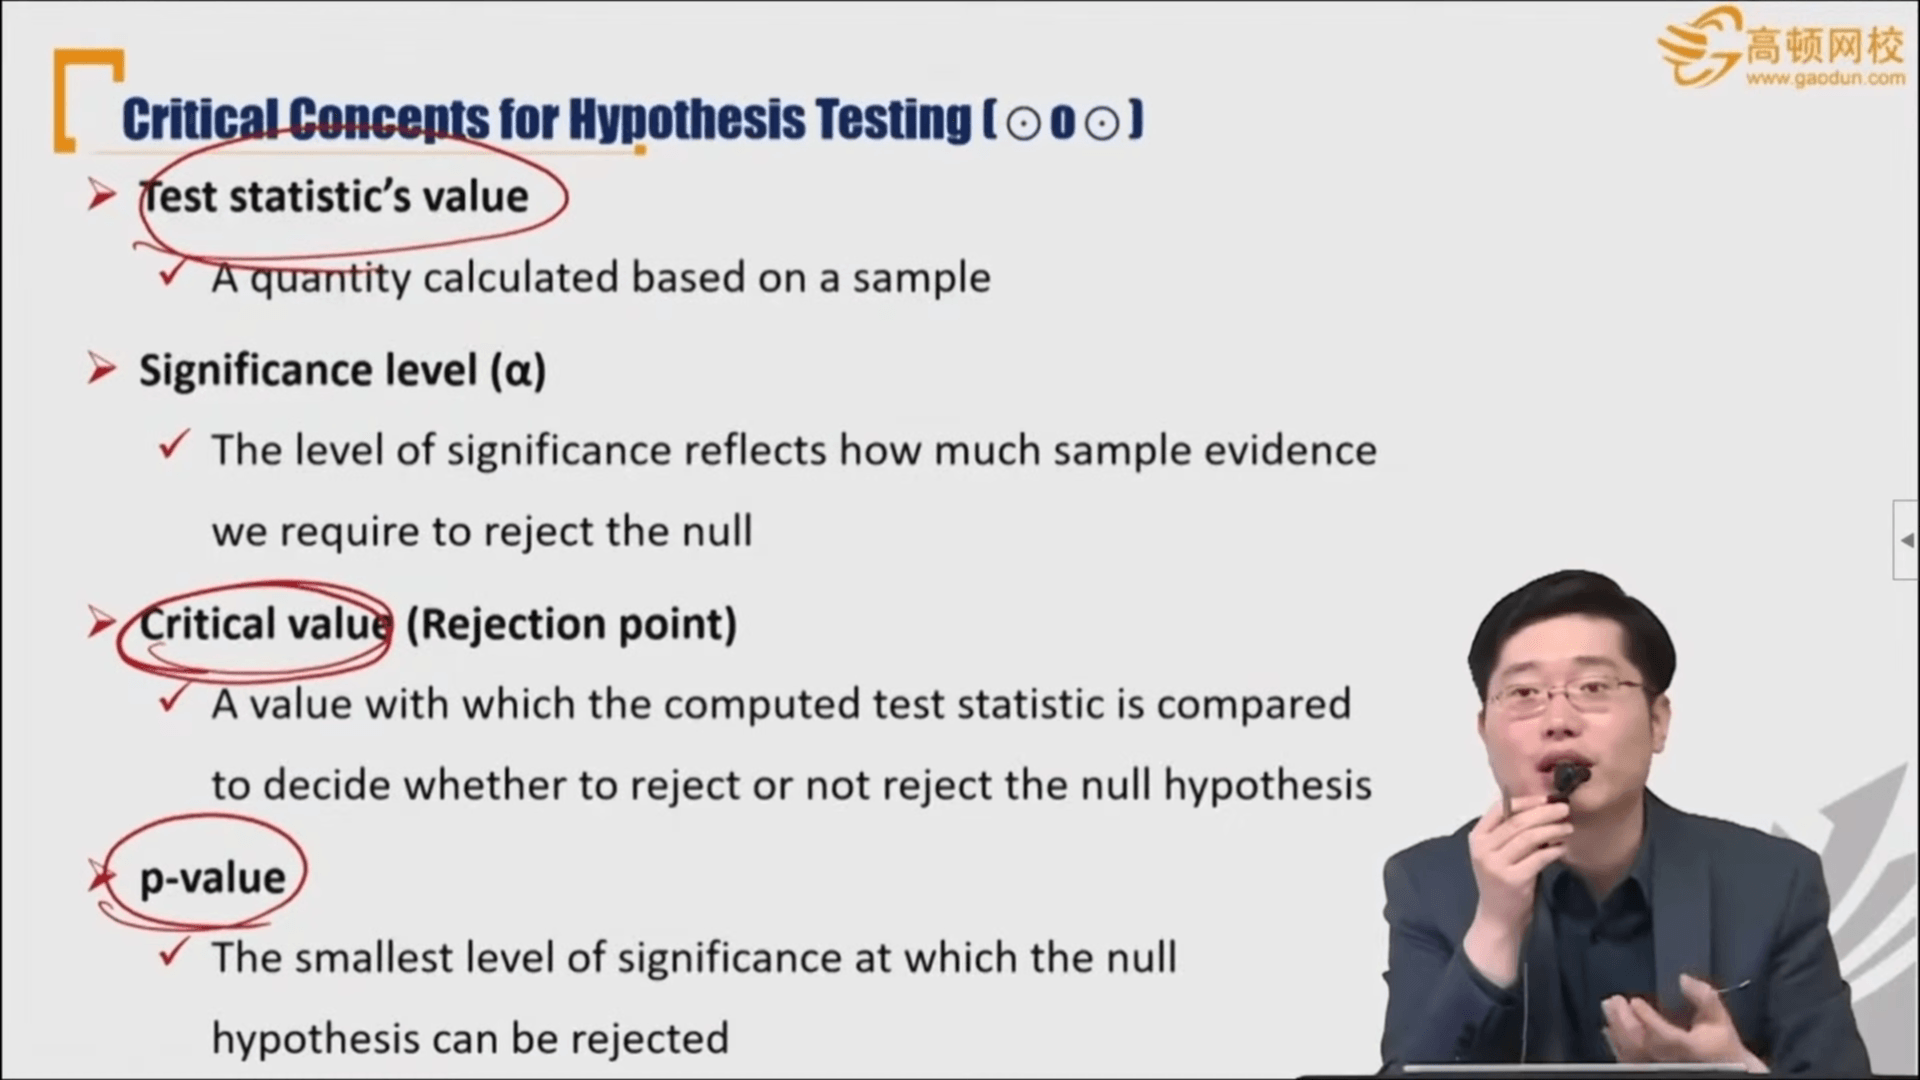 高顿网校
www.gaodun.com
Critical Concepts for Hypothesis Testing (⊙o⊙)
Test statistic’s value
A quantity calculated based on a sample
Significance level (α)
The level of significance reflects how much sample evidence
we require to reject the null
Critical value (Rejection point)
A value with which the computed test statistic is compared
to decide whether to reject or not reject the null hypothesis
p-value
The smallest level of significance at which the null
hypothesis can be rejected